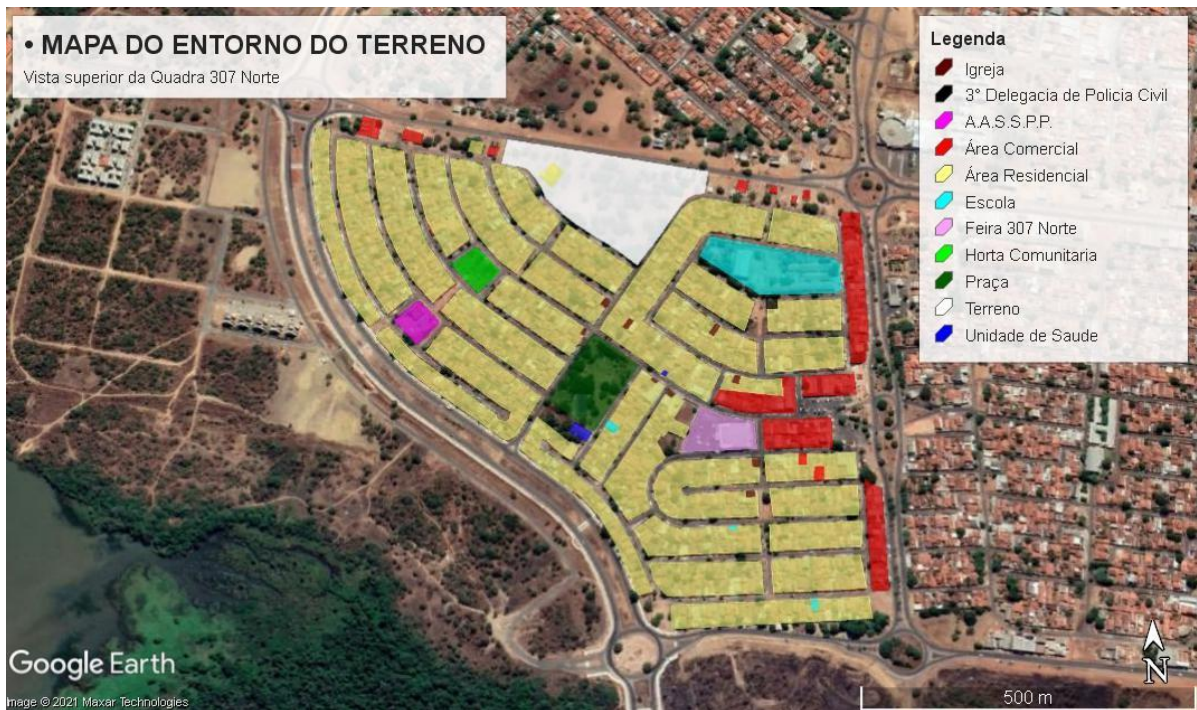 • MAPA DO ENTORNO DO TERRENO
Vista superior da Quadra 307 Norte
Legenda
Igreja
3° Delegacia de Policia Civil
A.A.S.S.P.P.
Área Comercial
Área Residencial
Escola
Feira 307 Norte
Horta Comunitaria
Praça
Terreno
Unidade de Saude
Google Earth
Image © 2021 Maxar Technologies
N
500 m